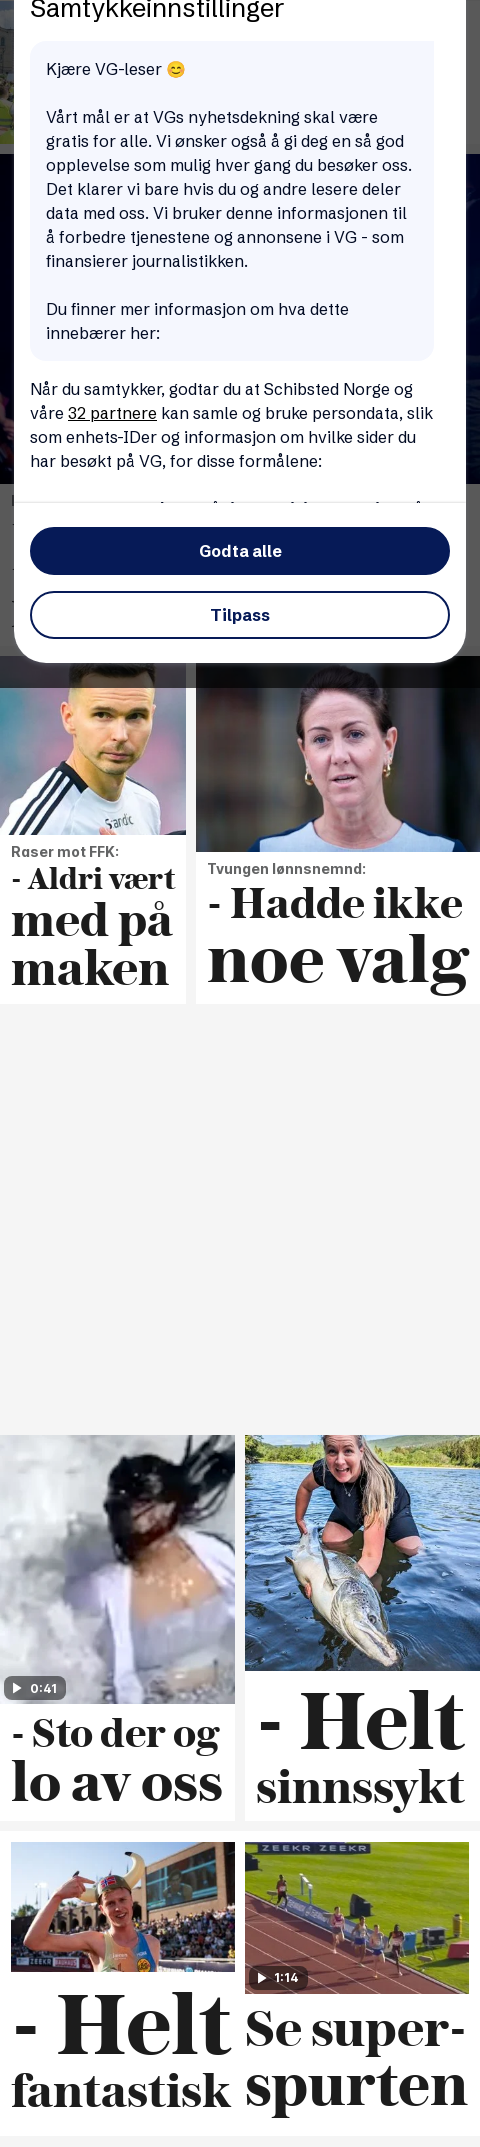 Samtykkeinnstillinger
Kjære VG-leser 😊
Vårt mål er at VGs nyhetsdekning skal være
gratis for alle. Vi ønsker også å gi deg en så god
opplevelse som mulig hver gang du besøker oss.
Det klarer vi bare hvis du og andre lesere deler
data med oss. Vi bruker denne informasjonen til
å forbedre tjenestene og annonsene i VG - som
finansierer journalistikken.
Du finner mer informasjon om hva dette
innebærer her:
Når du samtykker, godtar du at Schibsted Norge og
våre 32 partnere kan samle og bruke persondata, slik
som enhets-IDer og informasjon om hvilke sider du
har besøkt på VG, for disse formålene:
Godta alle
Tilpass
Scandic
Raser mot FFK:
- Aldri vært
med på
maken
Tvungen lønnsnemnd:
- Hadde ikke
noe valg
0:41
- Sto der og
lo av oss
- Helt
sinnssykt
ZEEKR
BAUHAUS
- Helt
fantastisk
ZEEKR ZEEKR
1:14
Se super-
spurten